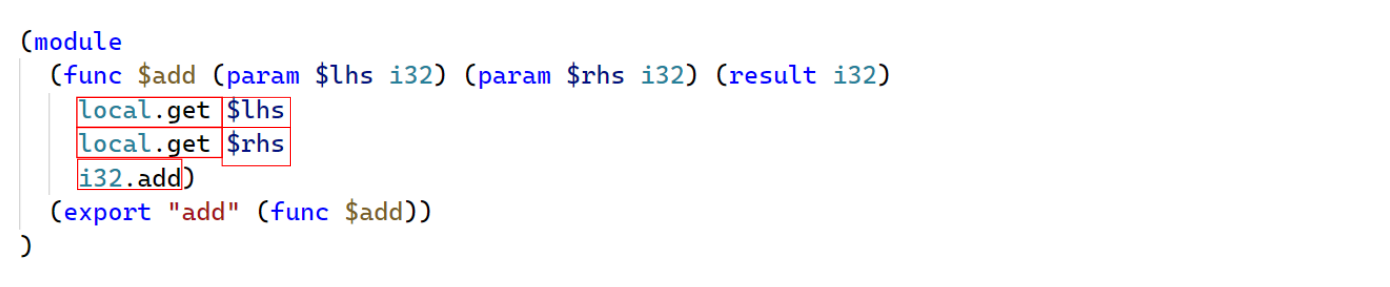 (module
(func $add (param $lhs i32) (param $rhs i32) (result i32)
local.get $lhs
local.get $rhs
i32.add)
(export "add" (func $add))
)